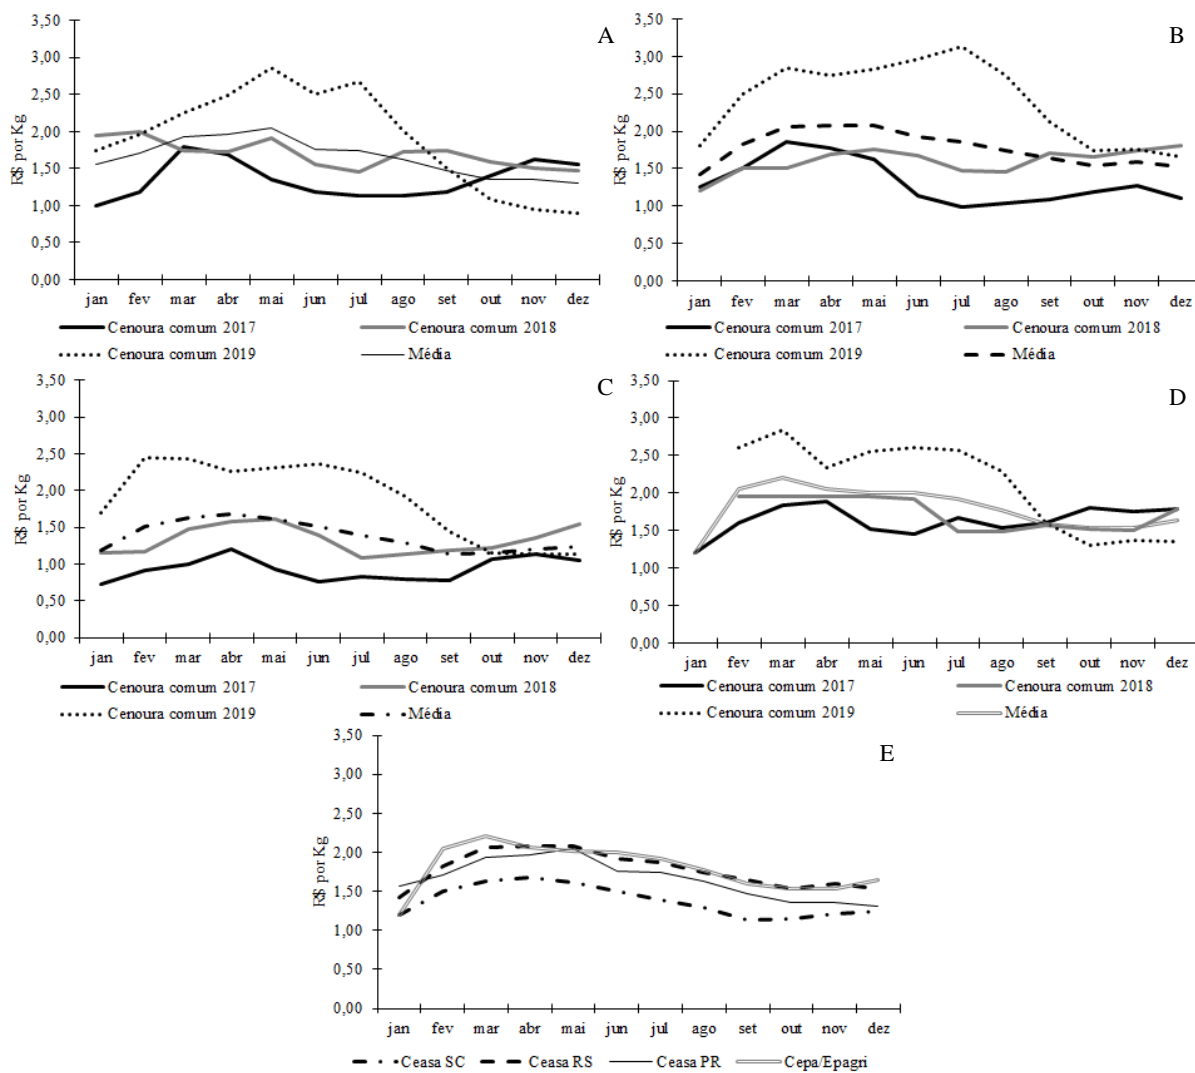 A
R$ por Kg
3,50
3,00
2,50
2,00
1,50
1,00
0,50
0,00
jan fev mar abr mai jun jul ago set out nov dez
Cenoura comum 2017 Cenoura comum 2018
Cenoura comum 2019 Média
B
R$ por Kg
3,50
3,00
2,50
2,00
1,50
1,00
0,50
0,00
jan fev mar abr mai jun jul ago set out nov dez
Cenoura comum 2017 Cenoura comum 2018
Cenoura comum 2019 Média
C
R$ por Kg
3,50
3,00
2,50
2,00
1,50
1,00
0,50
0,00
jan fev mar abr mai jun jul ago set out nov dez
Cenoura comum 2017 Cenoura comum 2018
Cenoura comum 2019 Média
D
R$ por Kg
3,50
3,00
2,50
2,00
1,50
1,00
0,50
0,00
jan fev mar abr mai jun jul ago set out nov dez
Cenoura comum 2017 Cenoura comum 2018
Cenoura comum 2019 Média
E
R$ por Kg
3,50
3,00
2,50
2,00
1,50
1,00
0,50
0,00
jan fev mar abr mai jun jul ago set out nov dez
Ceasa SC Ceasa RS Ceasa PR Cepa/Epagri